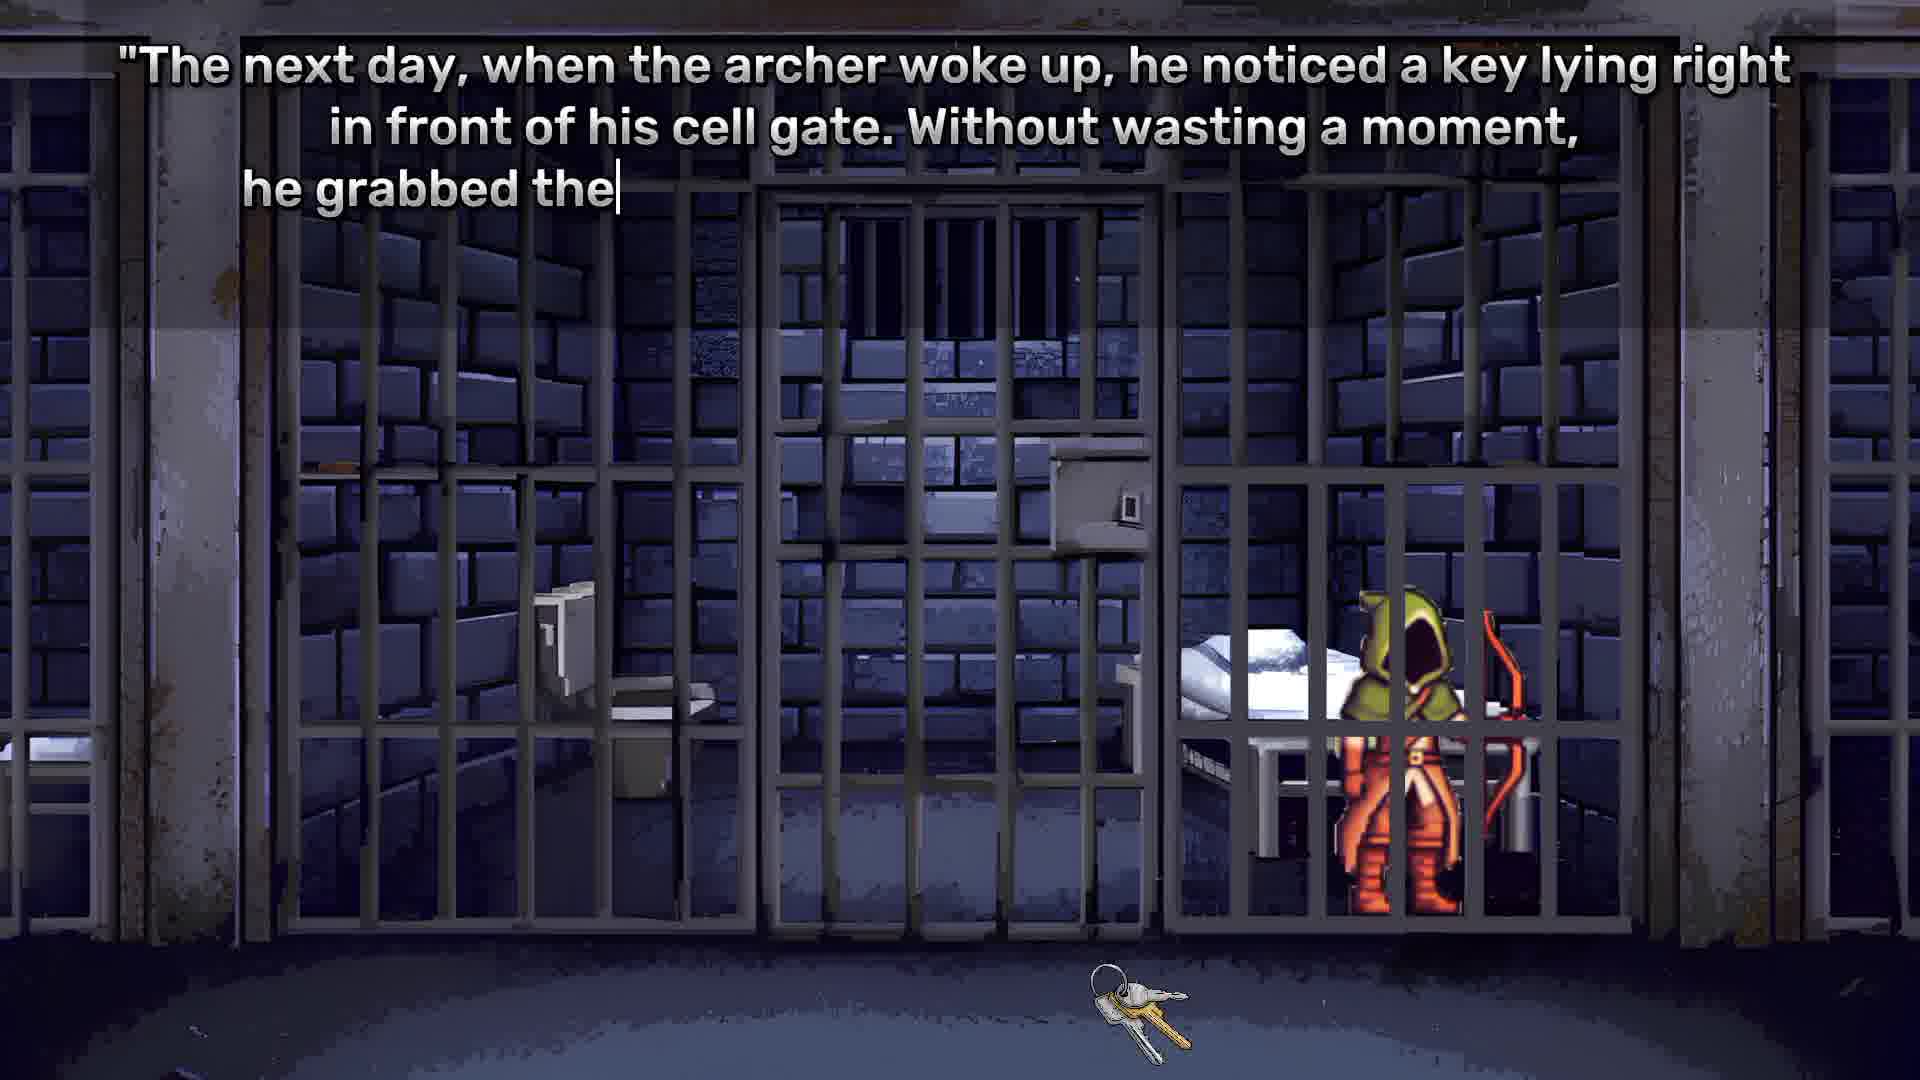 "The next day, when the archer woke up, he noticed a key lying right
in front of his cell gate. Without wasting a moment,
he grabbed the